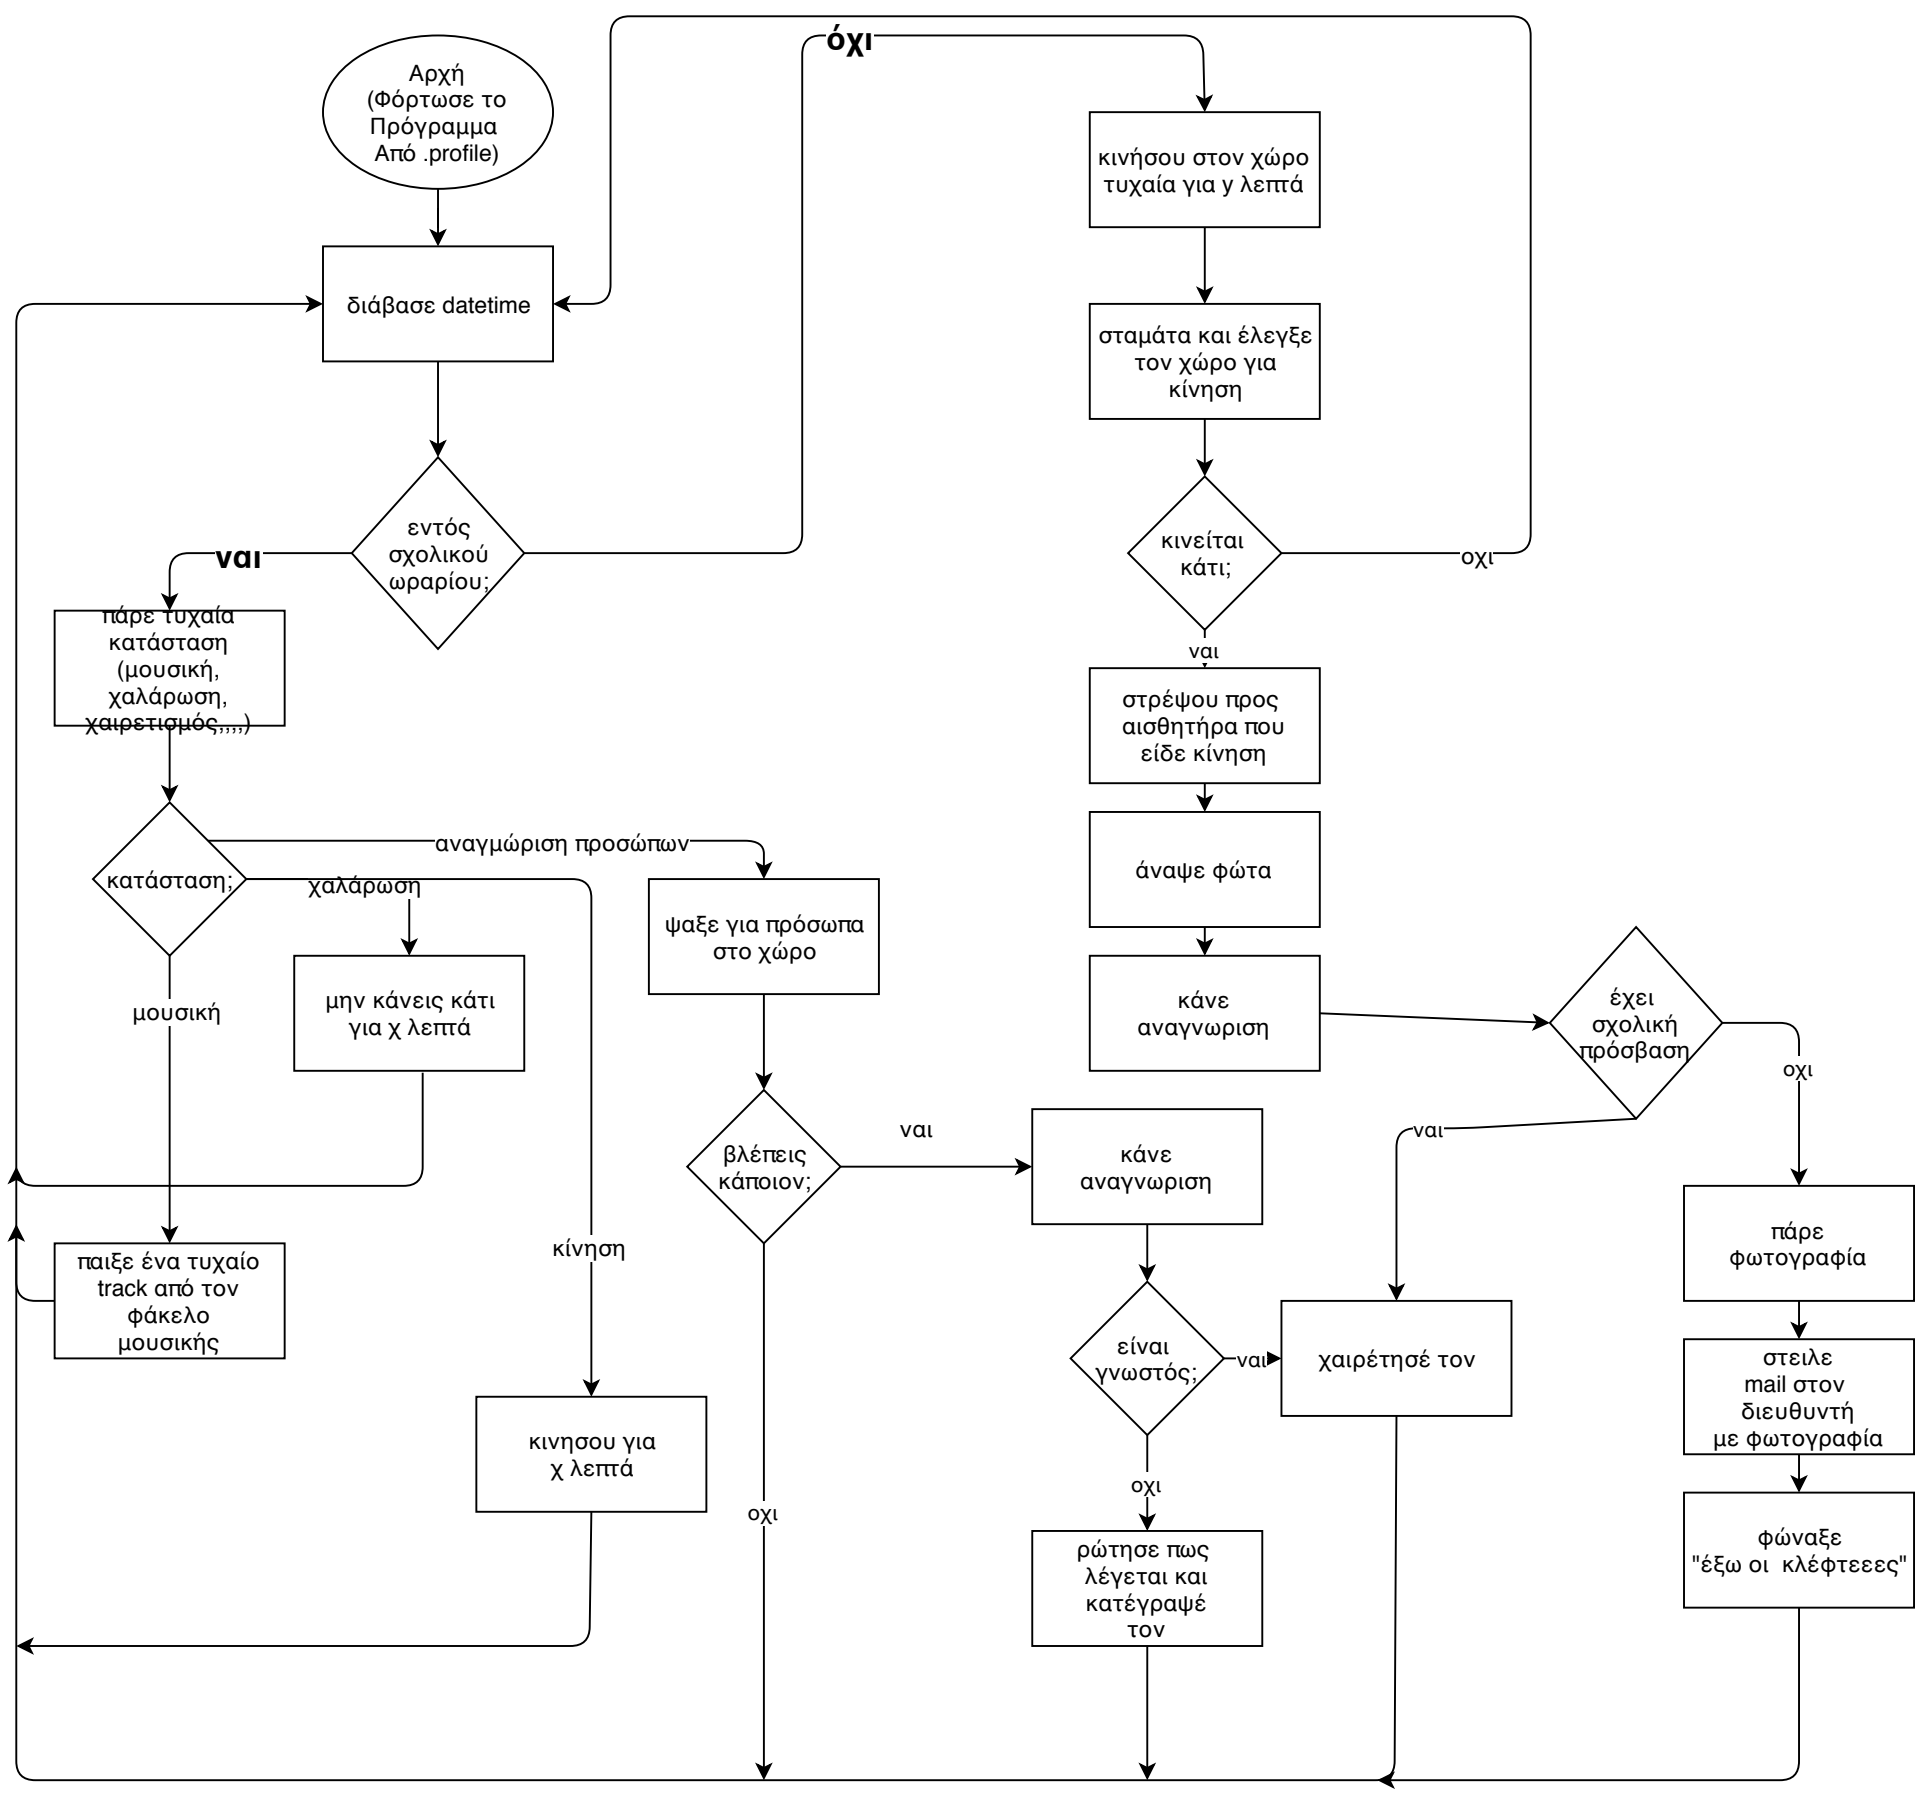 όχι
Αρχή
(Φόρτωσε το
Πρόγραμμα
Από .profile)
κινήσου στον χώρο
τυχαία για y λεπτά
διάβασε datetime
σταμάτα και έλεγξε
τον χώρο για
κίνηση
εντός
σχολικού
ωραρίου;
ναι
κινείται
κάτι;
οχι
ναι
πάρε τυχαία
κατάσταση
(μουσική,
χαλάρωση,
χαιρετισμός,,,,)
στρέψου προς
αισθητήρα που
είδε κίνηση
κατάσταση;
αναγμώριση προσώπων
χαλάρωση
μουσική
κίνηση
άναψε φώτα
ψαξε για πρόσωπα
στο χώρο
μην κάνεις κάτι
για χ λεπτά
κάνε
αναγνωριση
έχει
σχολική
πρόσβαση
οχι
ναι
βλέπεις
κάποιον;
ναι
κάνε
αναγνωριση
πάρε
φωτογραφία
παιξε ένα τυχαίο
track από τον
φάκελο
μουσικής
είναι
γνωστός;
ναι
χαιρέτησέ τον
στειλε
mail στον
διευθυντή
με φωτογραφία
κινησου για
χ λεπτά
οχι
οχι
ρώτησε πως
λέγεται και
κατέγραψέ
τον
φώναξε
"έξω οι  κλέφτεεες"